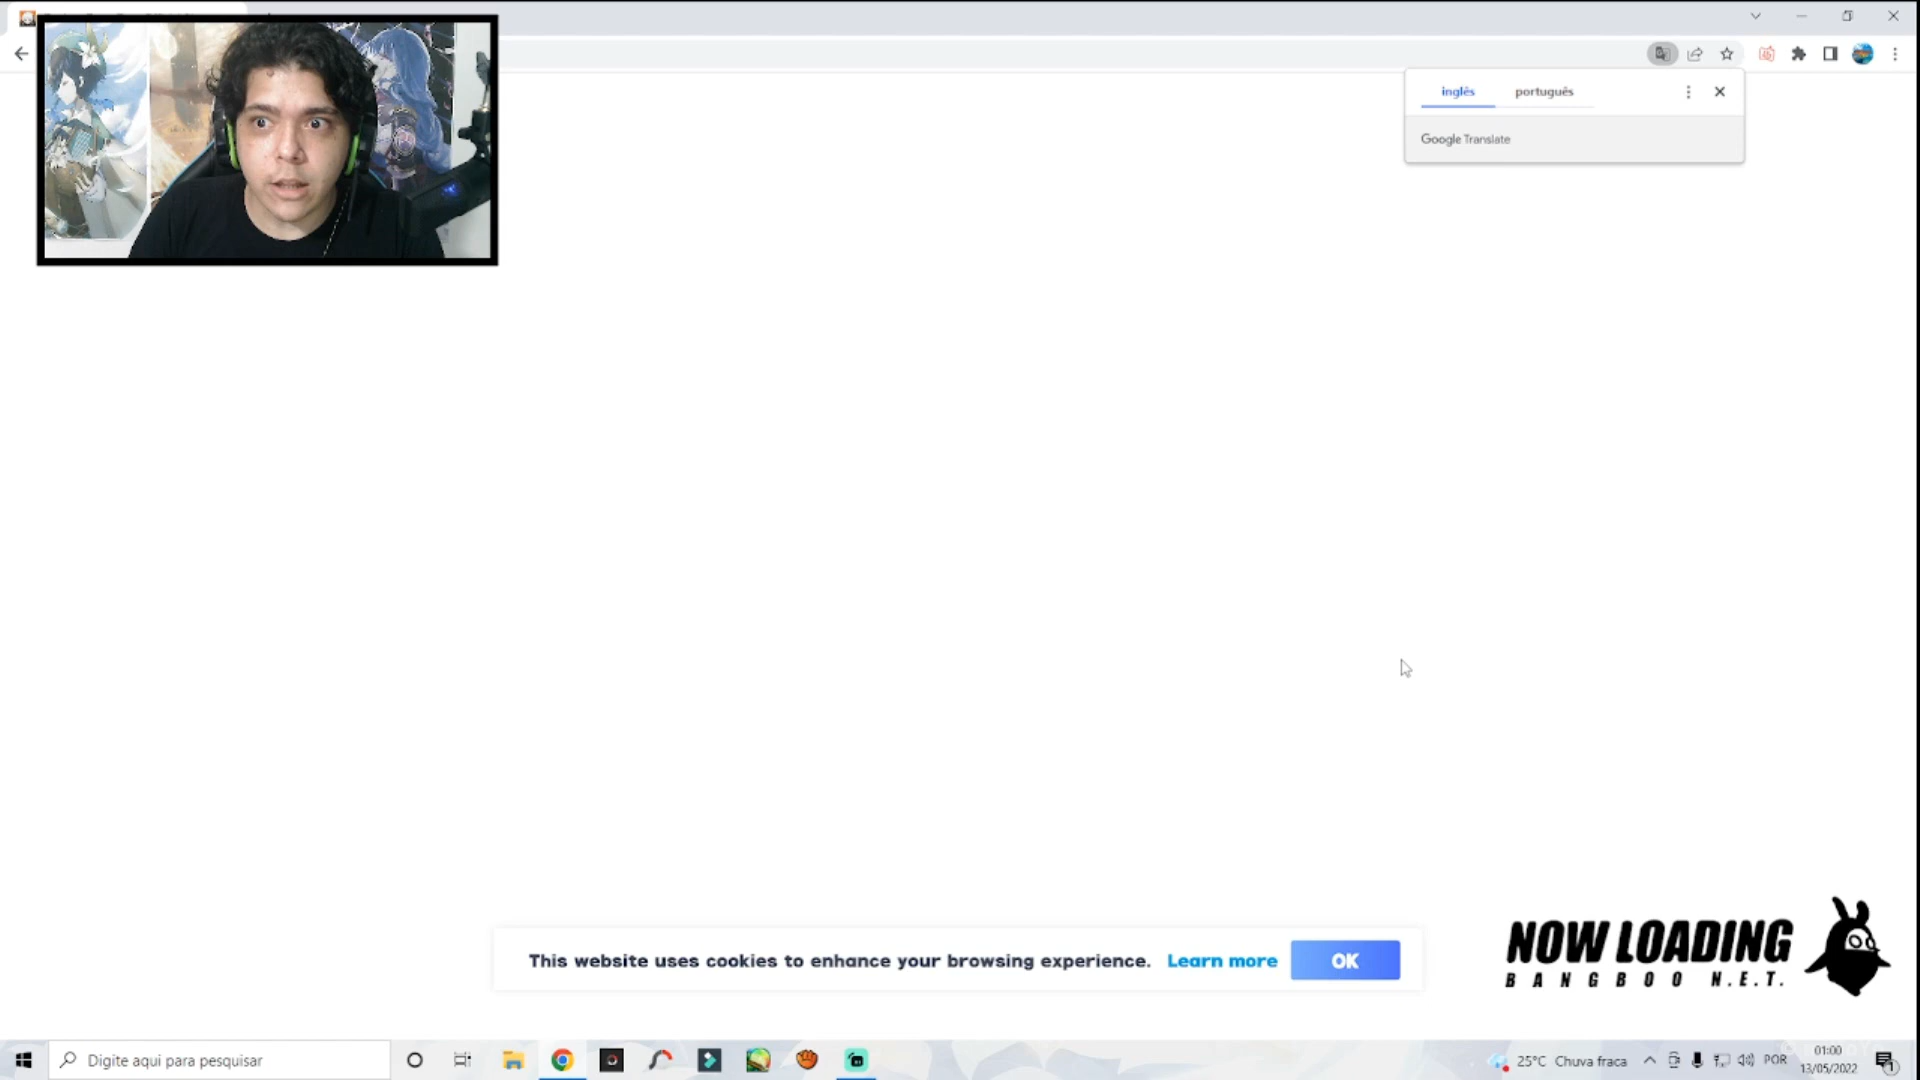 inglês português
Google Translate
This website uses cookies to enhance your browsing experience. Learn more OK
NOW LOADING
BANGBOO N.E.T.
Digite aqui para pesquisar
25°C Chuva fraca
POR
01:00
13/05/2022